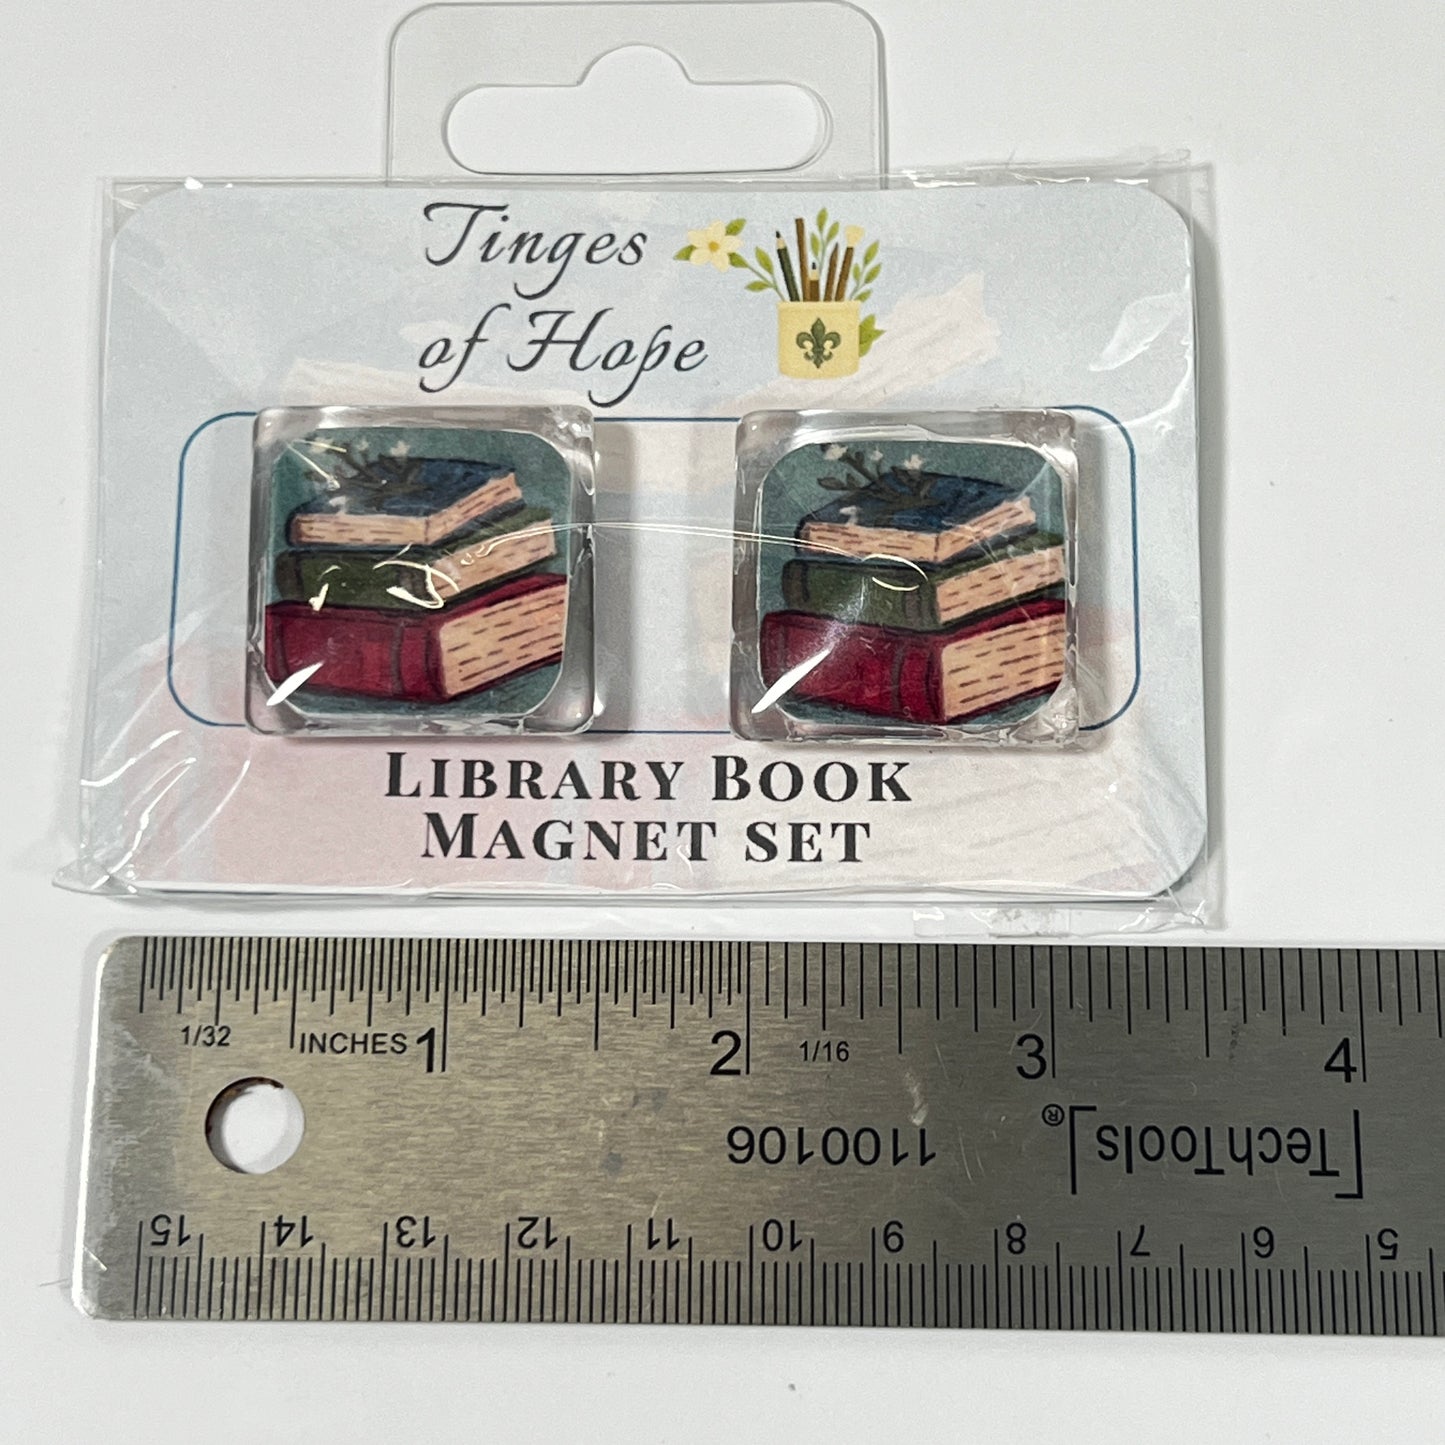 Tinges
of Hope
LIBRARY BOOK
MAGNET SET
1/32 INCHES 1 2 1/16 3 4
1100106 TechTools®
15 14 13 12 11 10 9 8 7 6 5